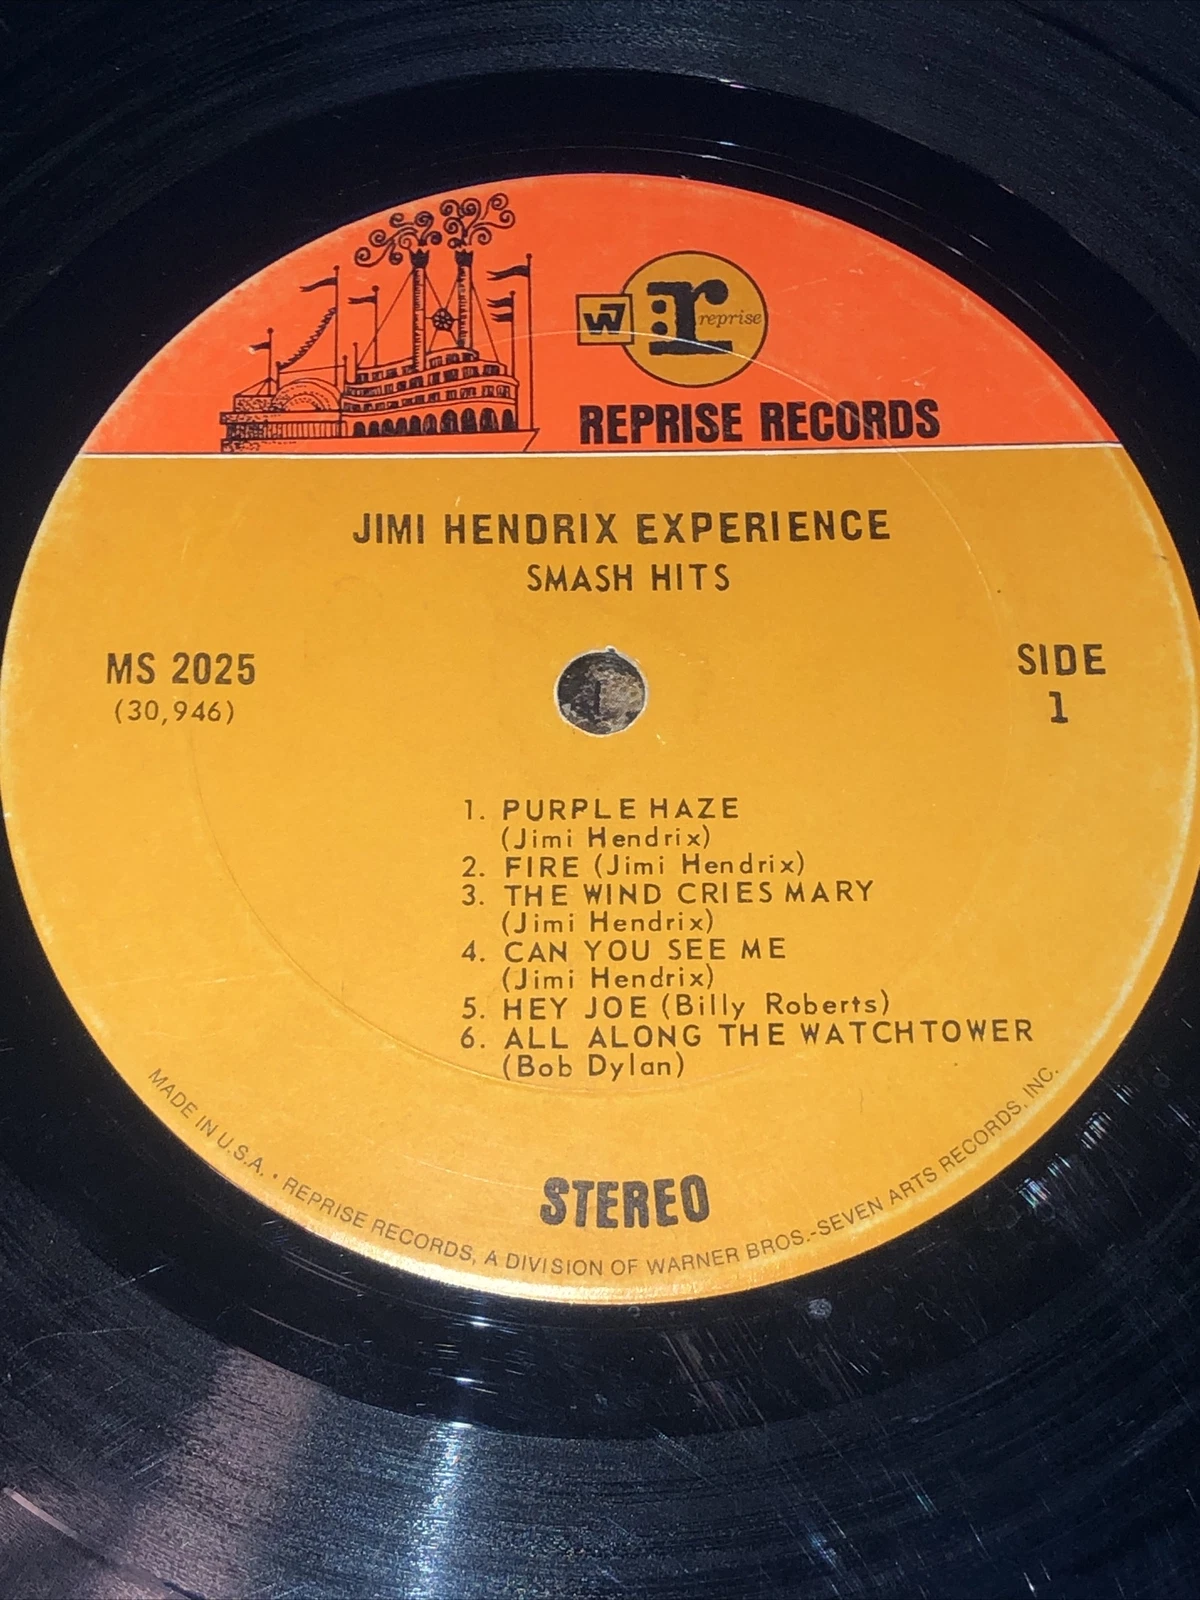 W7
r
reprise
REPRISE RECORDS
JIMI HENDRIX EXPERIENCE
SMASH HITS
MS 2025
(30,946)
SIDE
1
1. PURPLE HAZE
(Jimi Hendrix)
2. FIRE (Jimi Hendrix)
3. THE WIND CRIES MARY
(Jimi Hendrix)
4. CAN YOU SEE ME
(Jimi Hendrix)
5. HEY JOE (Billy Roberts)
6. ALL ALONG THE WATCHTOWER
(Bob Dylan)
STEREO
MADE IN U.S.A. • REPRISE RECORDS, A DIVISION OF WARNER BROS.-SEVEN ARTS RECORDS, INC.